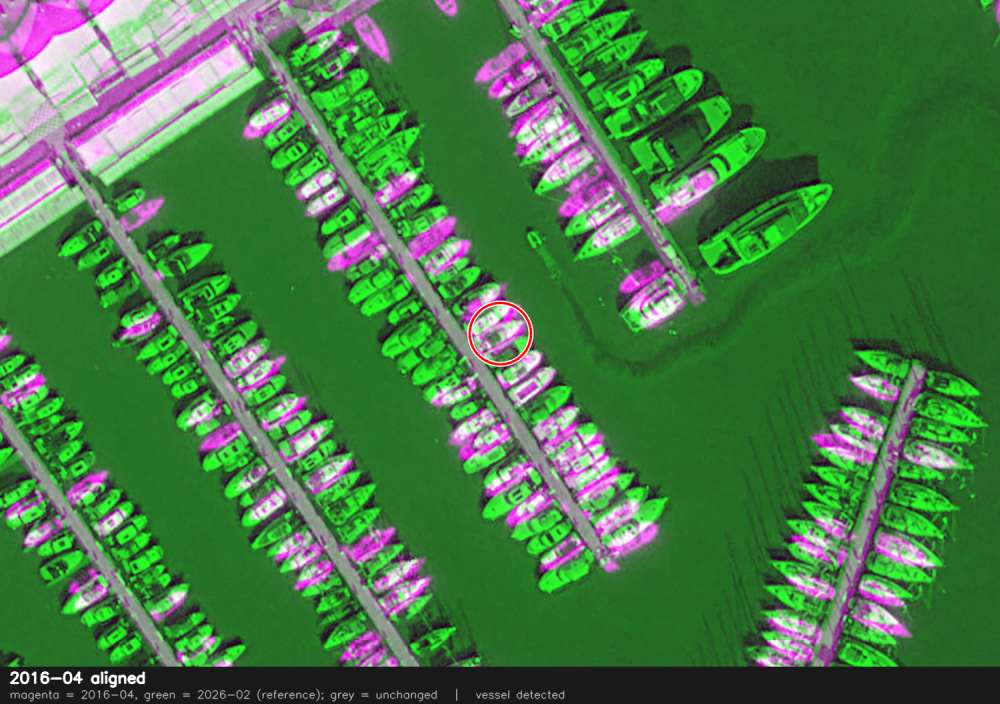 2016-04 aligned
magenta = 2016-04, green = 2026-02 (reference); grey = unchanged | vessel detected